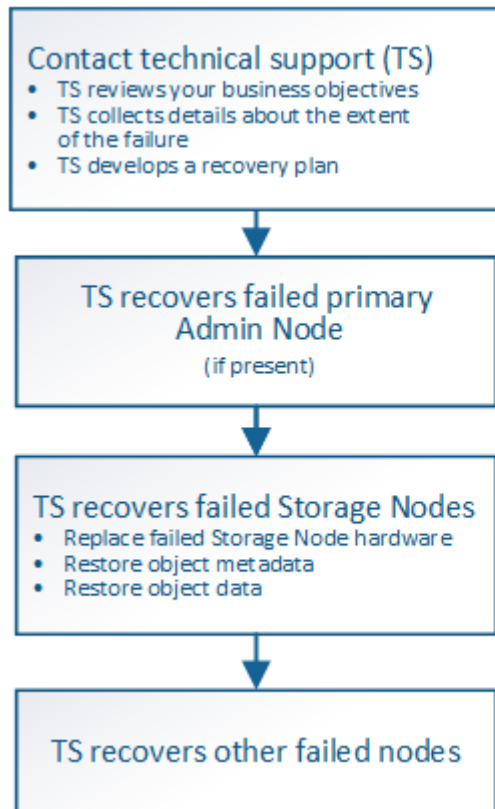 Contact technical support (TS)
• TS reviews your business objectives
• TS collects details about the extent
of the failure
• TS develops a recovery plan
TS recovers failed primary
Admin Node
(if present)
TS recovers failed Storage Nodes
• Replace failed Storage Node hardware
• Restore object metadata
• Restore object data
TS recovers other failed nodes